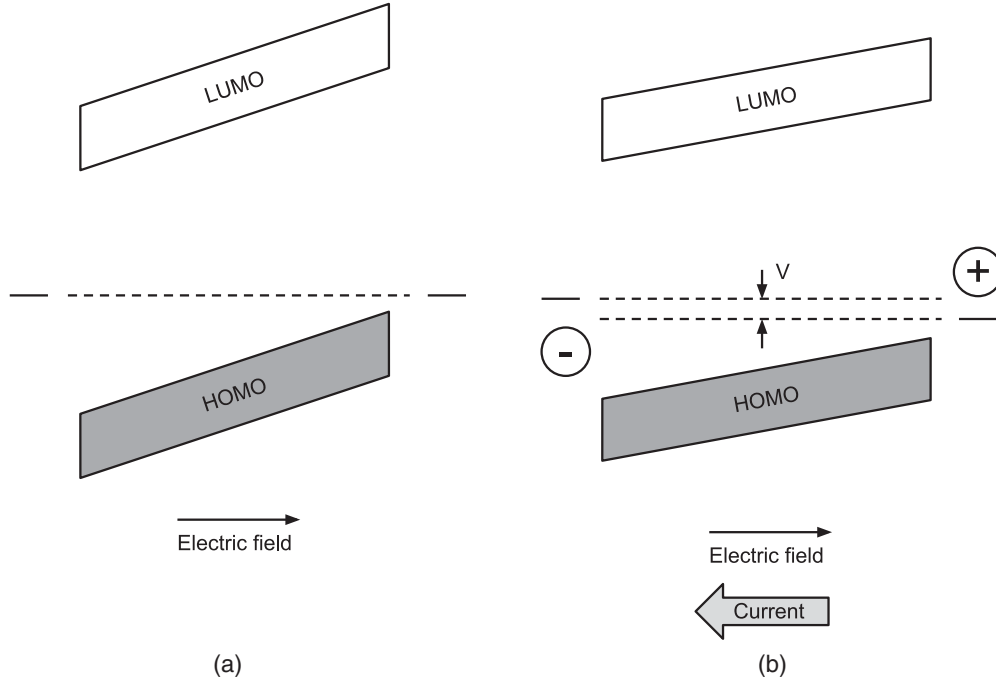 LUMO
HOMO
Electric field
(a)
LUMO
V
+
-
HOMO
Electric field
Current
(b)